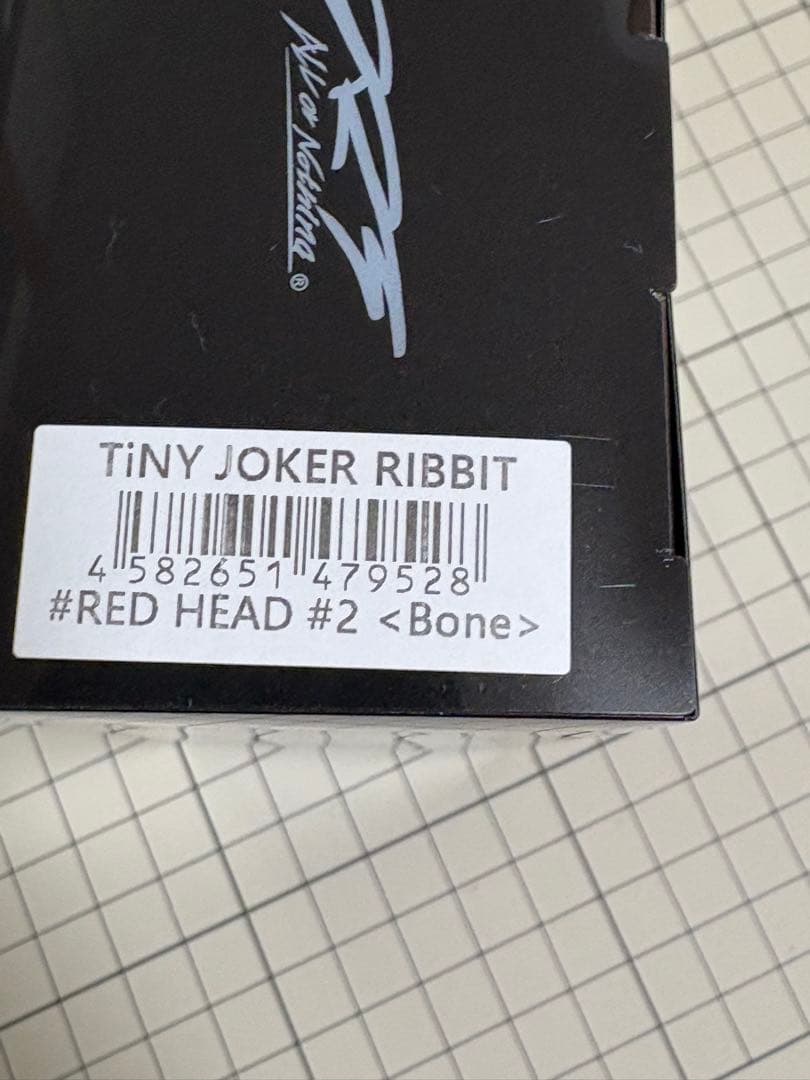 All or Nothing®
TiNY JOKER RIBBIT
4 582651 479528
#RED HEAD #2 <Bone>